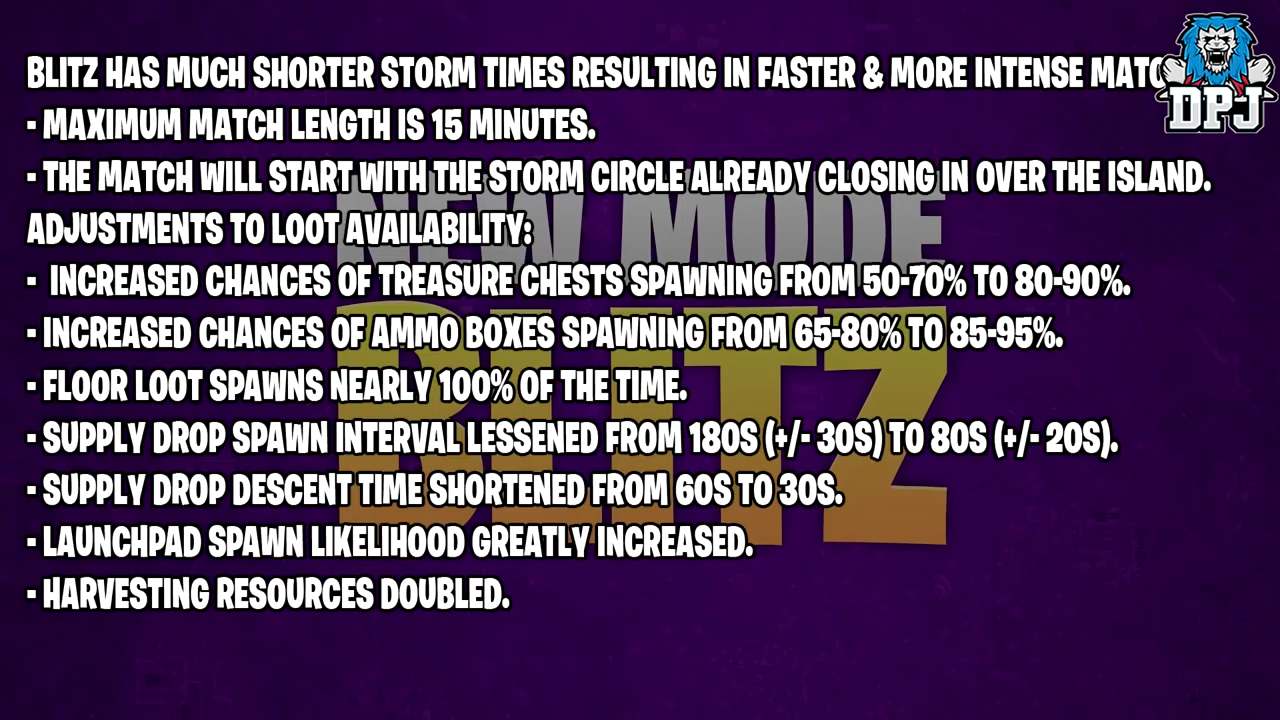 BLITZ HAS MUCH SHORTER STORM TIMES RESULTING IN FASTER & MORE INTENSE MATC
- MAXIMUM MATCH LENGTH IS 15 MINUTES.
- THE MATCH WILL START WITH THE STORM CIRCLE ALREADY CLOSING IN OVER THE ISLAND.
ADJUSTMENTS TO LOOT AVAILABILITY:
- INCREASED CHANCES OF TREASURE CHESTS SPAWNING FROM 50-70% TO 80-90%.
- INCREASED CHANCES OF AMMO BOXES SPAWNING FROM 65-80% TO 85-95%.
- FLOOR LOOT SPAWNS NEARLY 100% OF THE TIME.
- SUPPLY DROP SPAWN INTERVAL LESSENED FROM 180S (+/- 30S) TO 80S (+/- 20S).
- SUPPLY DROP DESCENT TIME SHORTENED FROM 60S TO 30S.
- LAUNCHPAD SPAWN LIKELIHOOD GREATLY INCREASED.
- HARVESTING RESOURCES DOUBLED.
NEW MODE
BLITZ
DPJ